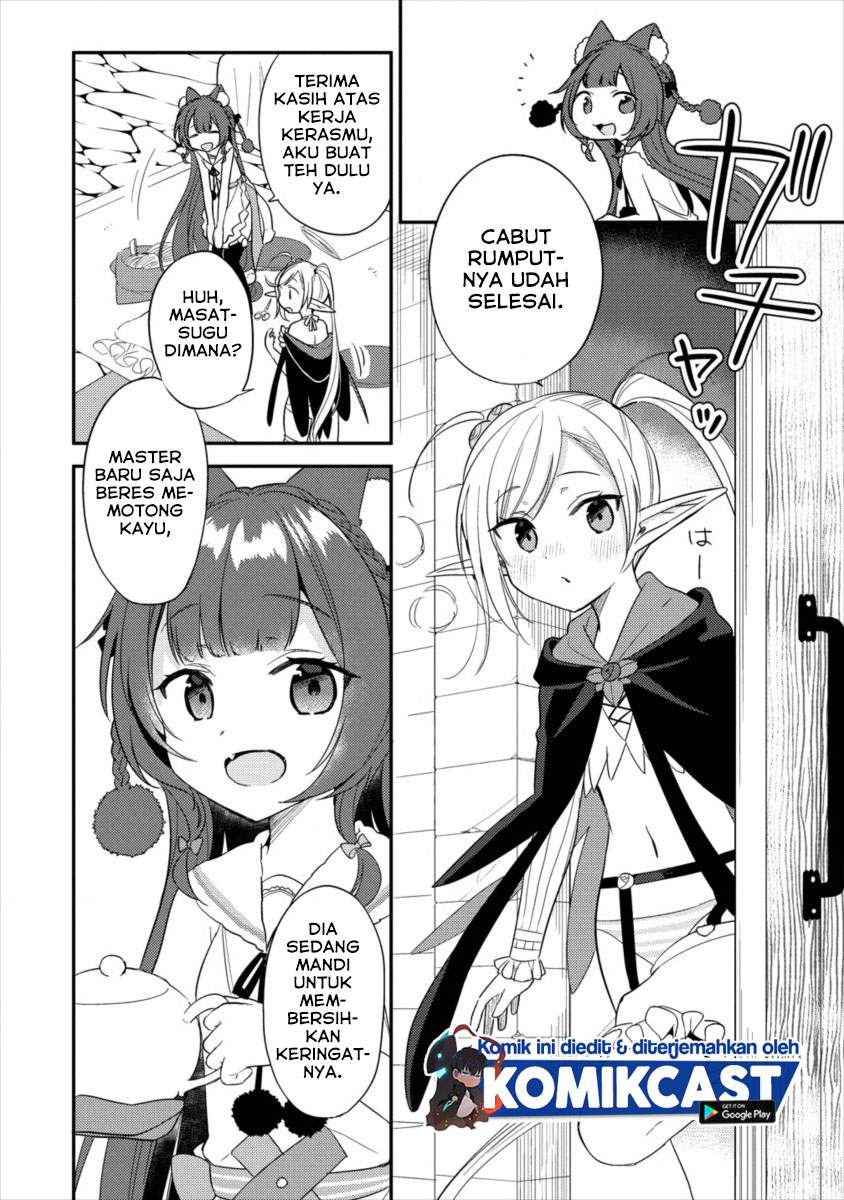 ガ
チ
ャ
ッ
CABUT
RUMPUT-
NYA UDAH
SELESAI.
はー
TERIMA
KASIH ATAS
KERJA
KERASMU,
AKU BUAT
TEH DULU
YA.
HUH,
MASAT-
SUGU
DIMANA?
MASTER
BARU SAJA
BERES ME-
MOTONG
KAYU,
DIA
SEDANG
MANDI
UNTUK
MEM-
BERSIH-
KAN
KERINGAT-
NYA.
Komik ini diedit & diterjemahkan oleh
KOMIKCAST
GET IT ON
Google Play